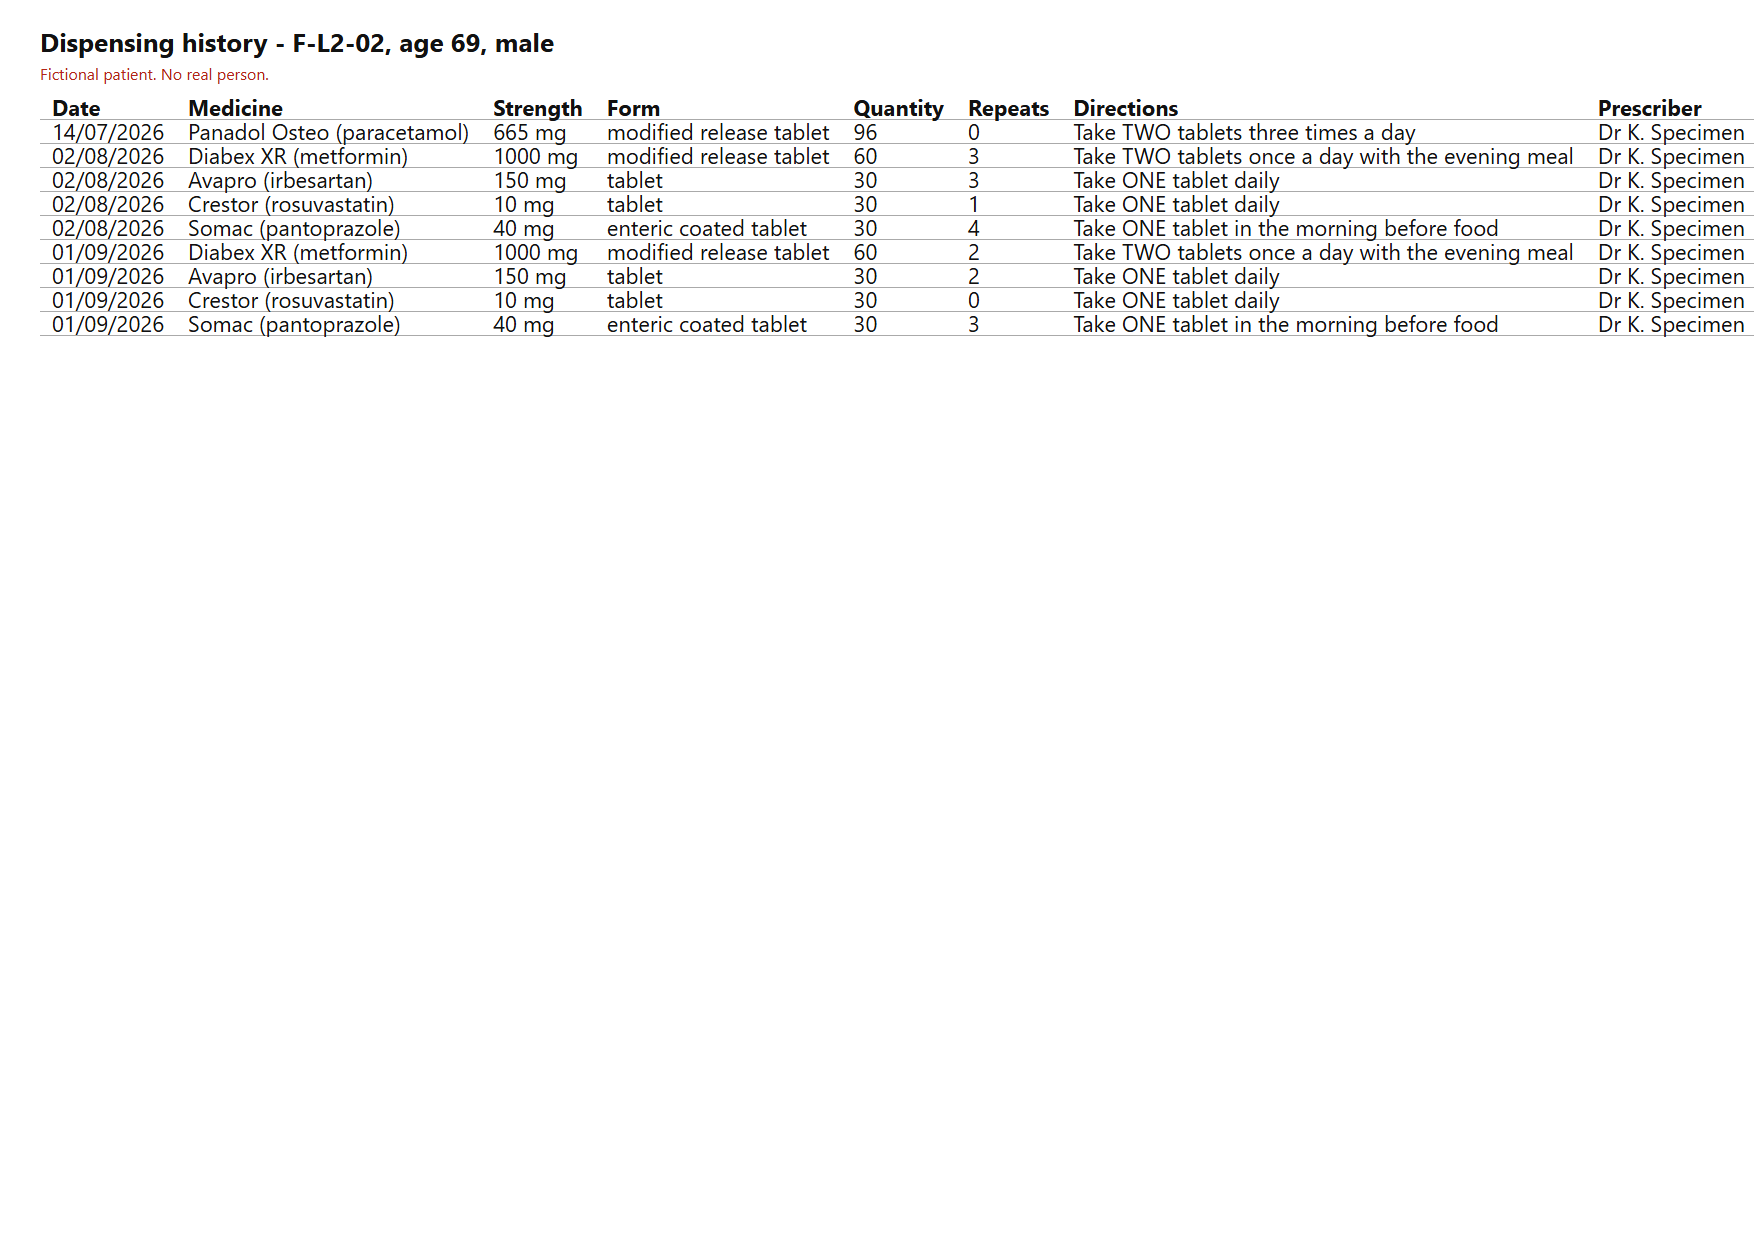 Dispensing history - F-L2-02, age 69, male
Fictional patient. No real person.
Date Medicine Strength Form Quantity Repeats Directions Prescriber
14/07/2026 Panadol Osteo (paracetamol) 665 mg modified release tablet 96 0 Take TWO tablets three times a day Dr K. Specimen
02/08/2026 Diabex XR (metformin) 1000 mg modified release tablet 60 3 Take TWO tablets once a day with the evening meal Dr K. Specimen
02/08/2026 Avapro (irbesartan) 150 mg tablet 30 3 Take ONE tablet daily Dr K. Specimen
02/08/2026 Crestor (rosuvastatin) 10 mg tablet 30 1 Take ONE tablet daily Dr K. Specimen
02/08/2026 Somac (pantoprazole) 40 mg enteric coated tablet 30 4 Take ONE tablet in the morning before food Dr K. Specimen
01/09/2026 Diabex XR (metformin) 1000 mg modified release tablet 60 2 Take TWO tablets once a day with the evening meal Dr K. Specimen
01/09/2026 Avapro (irbesartan) 150 mg tablet 30 2 Take ONE tablet daily Dr K. Specimen
01/09/2026 Crestor (rosuvastatin) 10 mg tablet 30 0 Take ONE tablet daily Dr K. Specimen
01/09/2026 Somac (pantoprazole) 40 mg enteric coated tablet 30 3 Take ONE tablet in the morning before food Dr K. Specimen